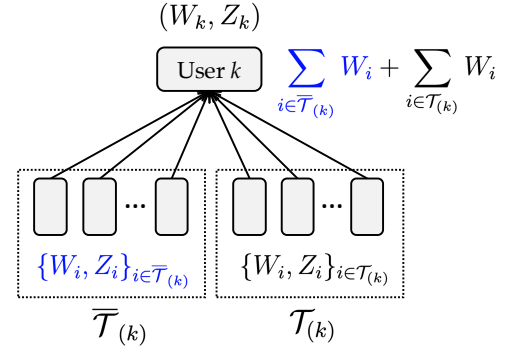 (W_k, Z_k)
User k
∑_{i∈\overline{𝒯}_{(k)}} W_i + ∑_{i∈𝒯_{(k)}} W_i
··· ···
{W_i, Z_i}_{i∈\overline{𝒯}_{(k)}} {W_i, Z_i}_{i∈𝒯_{(k)}}
\overline{𝒯}_{(k)} 𝒯_{(k)}